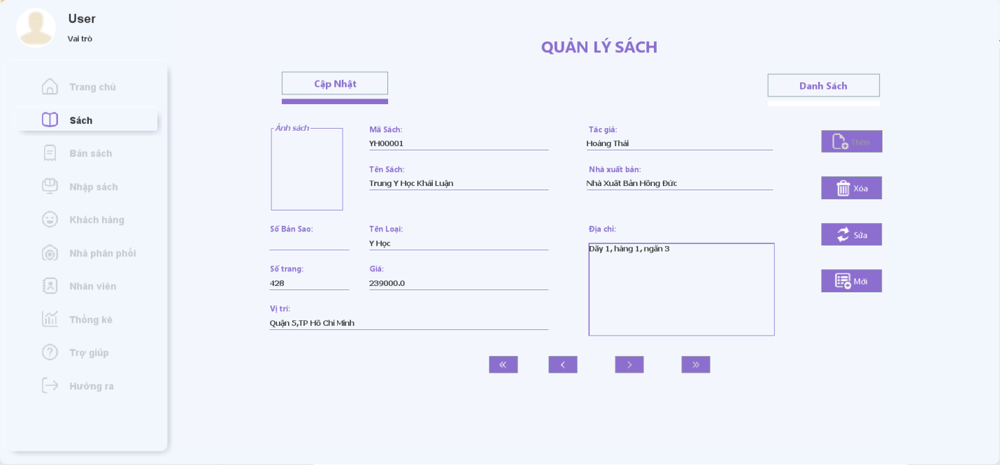 User
Vai trò
Trang chủ
Sách
Bán sách
Nhập sách
Khách hàng
Nhà phân phối
Nhân viên
Thống kê
Trợ giúp
Hướng ra
QUẢN LÝ SÁCH
Cập Nhật
Danh Sách
Ảnh sách
Mã Sách:
YH00001
Tác giả:
Hoàng Thái
Tên Sách:
Trung Y Học Khái Luận
Nhà xuất bản:
Nhà Xuất Bản Hồng Đức
Số Bản Sao:
Tên Loại:
Y Học
Địa chỉ:
Dãy 1, hàng 1, ngăn 3
Số trang:
428
Giá:
239000.0
Vị trí:
Quận 5,TP Hồ Chí Minh
Thêm
Xóa
Sửa
Mới